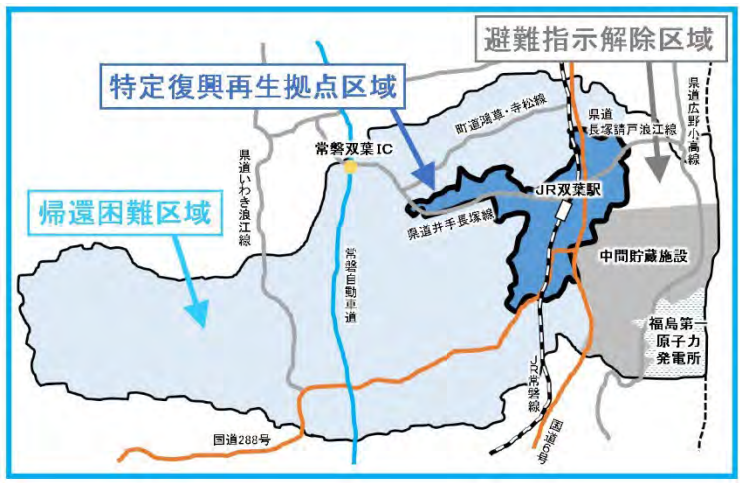 避難指示解除区域
特定復興再生拠点区域
県道広野小高線
県道
長塚請戸浪江線
町道鴻草・寺松線
常磐双葉IC
県道いわき浪江線
JR双葉駅
帰還困難区域
県道井手長塚線
中間貯蔵施設
常磐自動車道
福島第一
原子力
発電所
JR常磐線
国道6号
国道288号